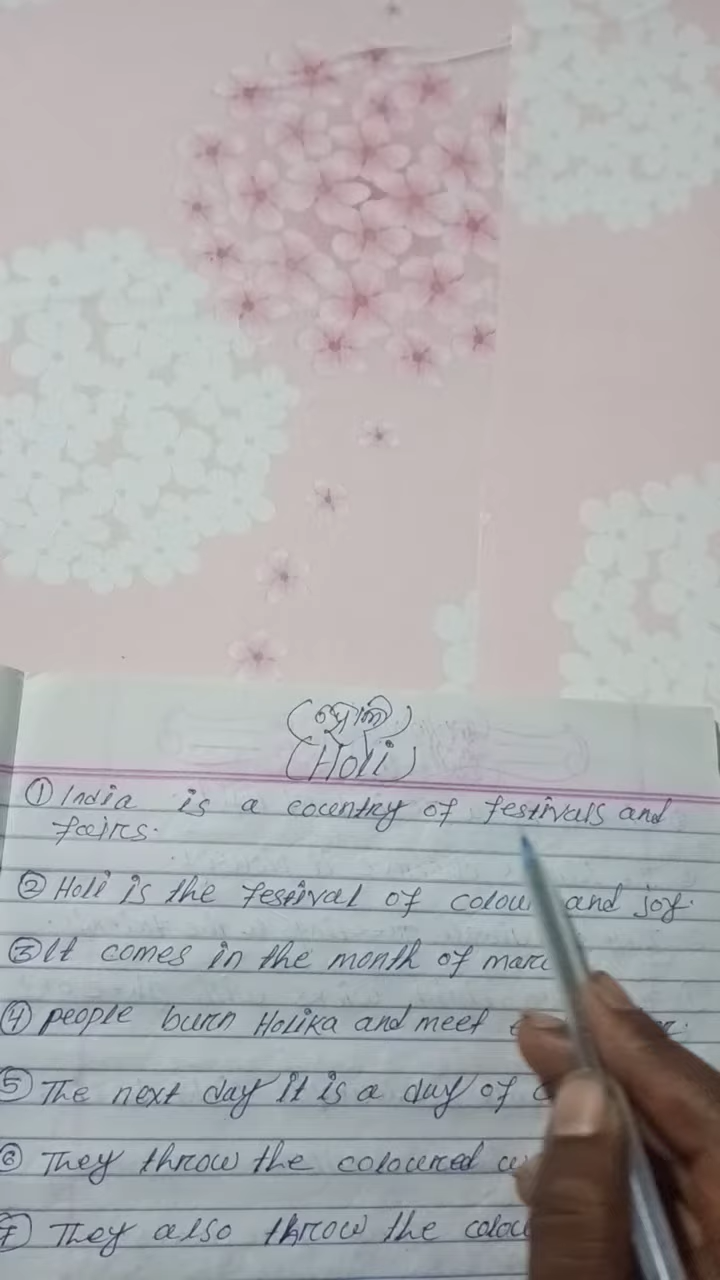 (ହୋଲି)
(Holi)
① India is a country of festivals and
fairs.
② Holi is the festival of colour and joy.
③ It comes in the month of marc
④ people burn Holika and meet
⑤ The next day it is a day of
⑥ They throw the coloured
⑦ They also throw the colou